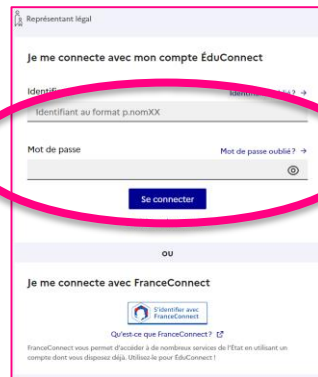 Représentant légal
Je me connecte avec mon compte ÉduConnect
Identifiant oublié? →
Identifiant au format p.nomXX
Mot de passe Mot de passe oublié? →
Se connecter
ou
Je me connecte avec FranceConnect
S'identifier avec
FranceConnect
Qu'est-ce que FranceConnect?
FranceConnect vous permet d'accéder à de nombreux services de l'État en utilisant un
compte dont vous disposez déjà. Utilisez-le pour ÉduConnect !